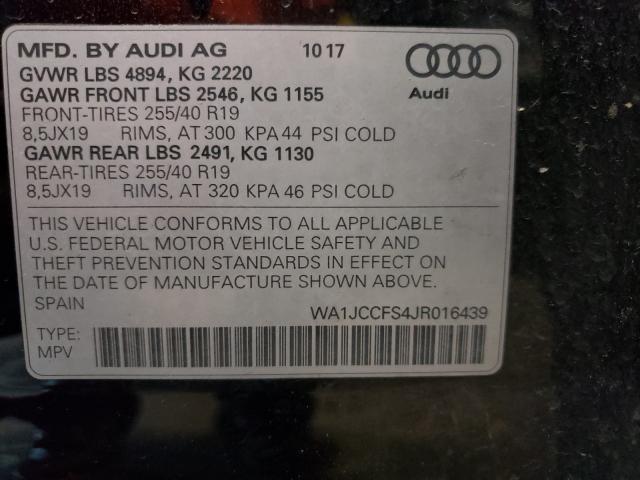 MFD. BY AUDI AG 10 17
GVWR LBS 4894, KG 2220
GAWR FRONT LBS 2546, KG 1155
Audi
FRONT-TIRES 255/40 R19
8,5JX19 RIMS, AT 300 KPA 44 PSI COLD
GAWR REAR LBS 2491, KG 1130
REAR-TIRES 255/40 R19
8,5JX19 RIMS, AT 320 KPA 46 PSI COLD
THIS VEHICLE CONFORMS TO ALL APPLICABLE
U.S. FEDERAL MOTOR VEHICLE SAFETY AND
THEFT PREVENTION STANDARDS IN EFFECT ON
THE DATE OF MANUFACTURE SHOWN ABOVE.
SPAIN WA1JCCFS4JR016439
TYPE:
MPV